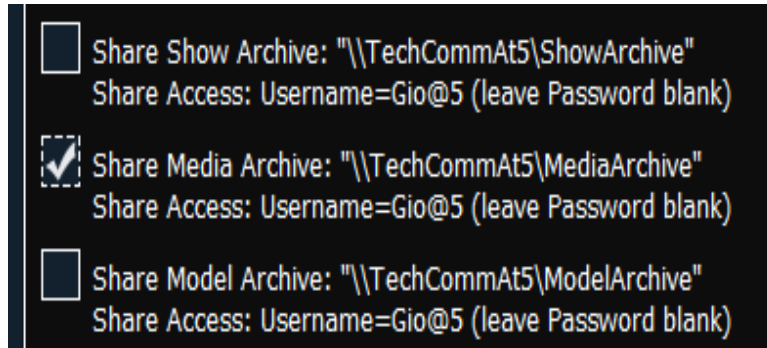 Share Show Archive: "\\TechCommAt5\ShowArchive"
Share Access: Username=Gio@5 (leave Password blank)
Share Media Archive: "\\TechCommAt5\MediaArchive"
Share Access: Username=Gio@5 (leave Password blank)
Share Model Archive: "\\TechCommAt5\ModelArchive"
Share Access: Username=Gio@5 (leave Password blank)